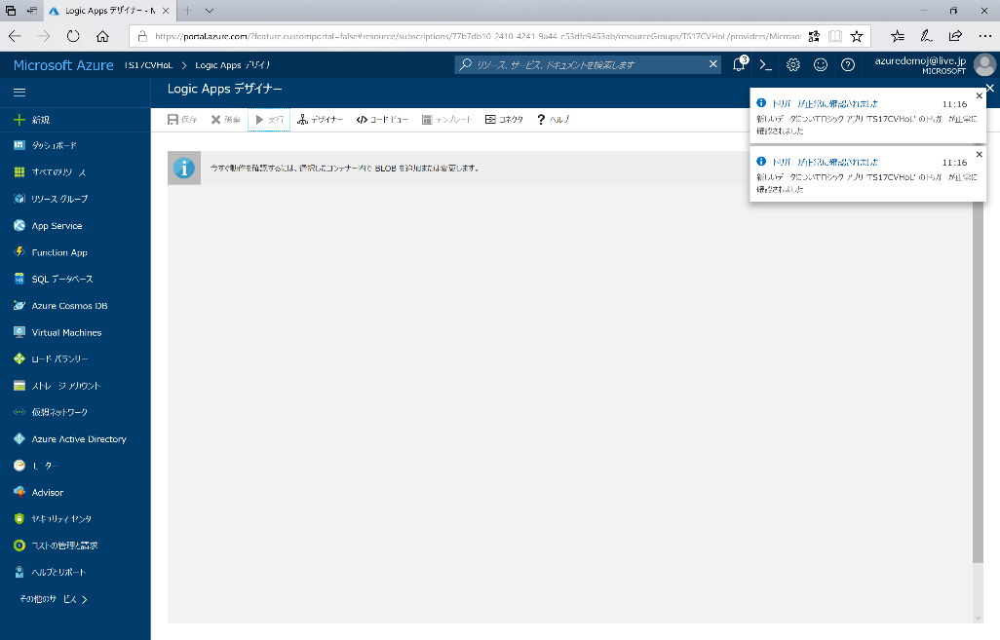 Logic Apps デザイナー - M
https://portal.azure.com/?feature.customportal=false#resource/subscriptions/77b7db10-2410-4241-9a44-e53dfe9453ab/resourceGroups/TS17CVHoL/providers/Microsof
Microsoft Azure TS17CVHoL > Logic Apps デザイナ
リソース、サービス、ドキュメントを検索します
3
azuredemoj@live.jp
MICROSOFT
Logic Apps デザイナー
保存 破棄 実行 デザイナー コード ビュー テンプレート コネクタ ヘルプ
今すぐ動作を確認するには、選択したコンテナー内で BLOB を追加または変更します。
トリガーが正常に確認されました 11:16
新しいデータについてロジック アプリ 'TS17CVHoL' のトリガーが正常に
確認されました
トリガーが正常に確認されました 11:16
新しいデータについてロジック アプリ 'TS17CVHoL' のトリガーが正常に
確認されました
新規
ダッシュボード
すべてのリソース
リソース グループ
App Service
Function App
SQL データベース
Azure Cosmos DB
Virtual Machines
ロード バランサー
ストレージ アカウント
仮想ネットワーク
Azure Active Directory
モニター
Advisor
セキュリティ センター
コストの管理と請求
ヘルプとサポート
その他のサービス >